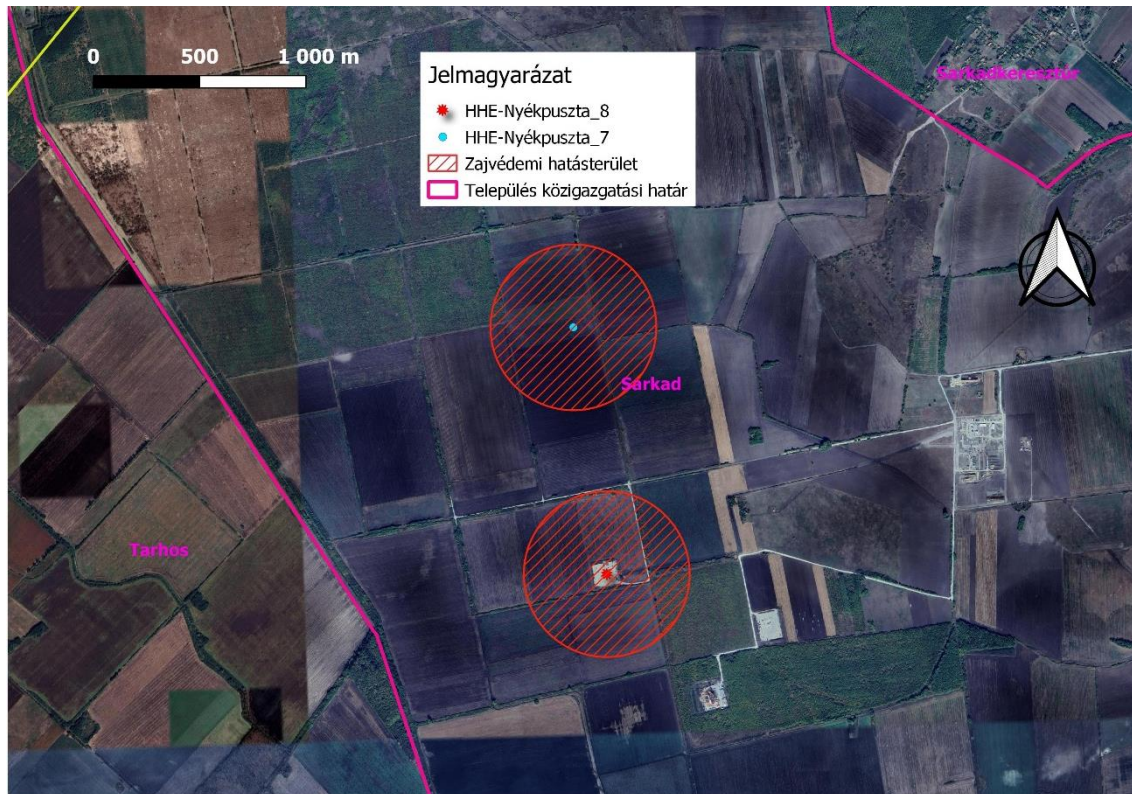 0 500 1 000 m
Jelmagyarázat
HHE-Nyékpuszta_8
HHE-Nyékpuszta_7
Zajvédemi hatásterület
Település közigazgatási határ
Sarkadkeresztúr
Sarkad
Tarhos